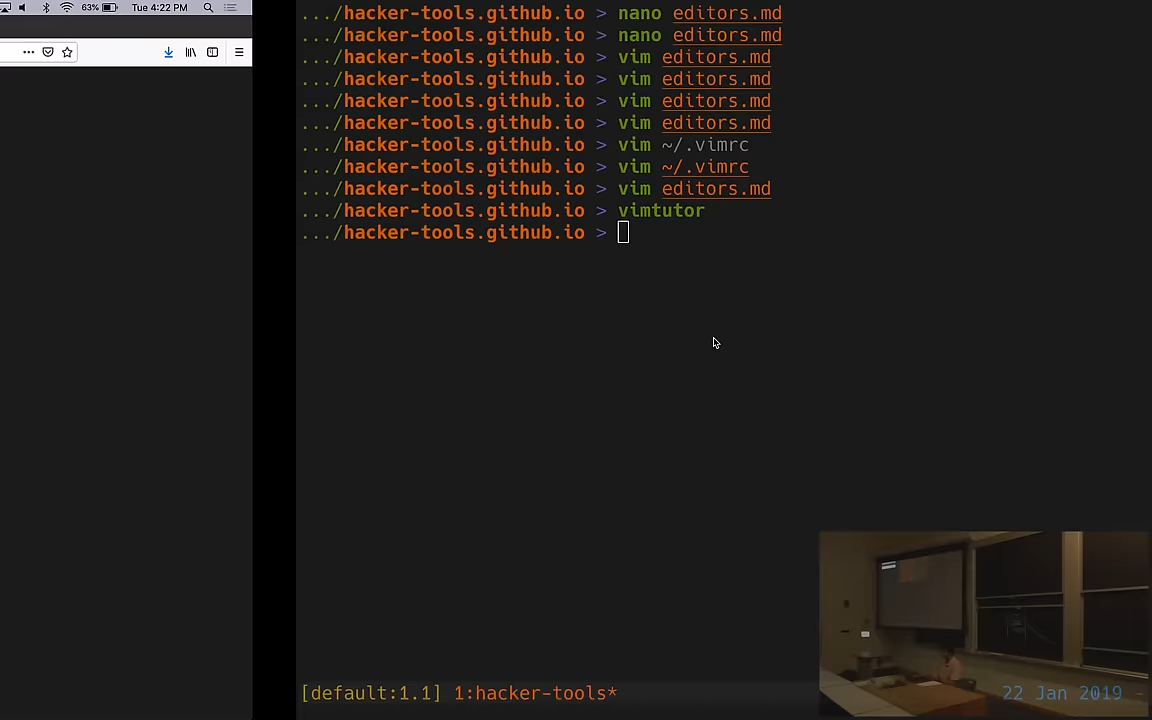 63% Tue 4:22 PM
.../hacker-tools.github.io > nano editors.md
.../hacker-tools.github.io > nano editors.md
.../hacker-tools.github.io > vim editors.md
.../hacker-tools.github.io > vim editors.md
.../hacker-tools.github.io > vim editors.md
.../hacker-tools.github.io > vim editors.md
.../hacker-tools.github.io > vim ~/.vimrc
.../hacker-tools.github.io > vim ~/.vimrc
.../hacker-tools.github.io > vim editors.md
.../hacker-tools.github.io > vimtutor
.../hacker-tools.github.io >
[default:1.1] 1:hacker-tools* 22 Jan 2019 -